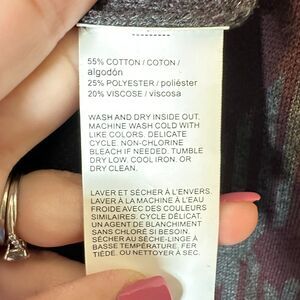 55% COTTON / COTON /
algodón
25% POLYESTER / poliéster
20% VISCOSE / viscosa
WASH AND DRY INSIDE OUT.
MACHINE WASH COLD WITH
LIKE COLORS. DELICATE
CYCLE. NON-CHLORINE
BLEACH IF NEEDED. TUMBLE
DRY LOW. COOL IRON. OR
DRY CLEAN.
LAVER ET SÉCHER À L'ENVERS.
LAVER À LA MACHINE À L'EAU
FROIDE AVEC DES COULEURS
SIMILAIRES. CYCLE DÉLICAT.
UN AGENT DE BLANCHIMENT
SANS CHLORE SI BESOIN.
SÉCHER AU SÈCHE-LINGE À
BASSE TEMPÉRATURE. FER
TIÈDE. OU NETTOYER À SEC.